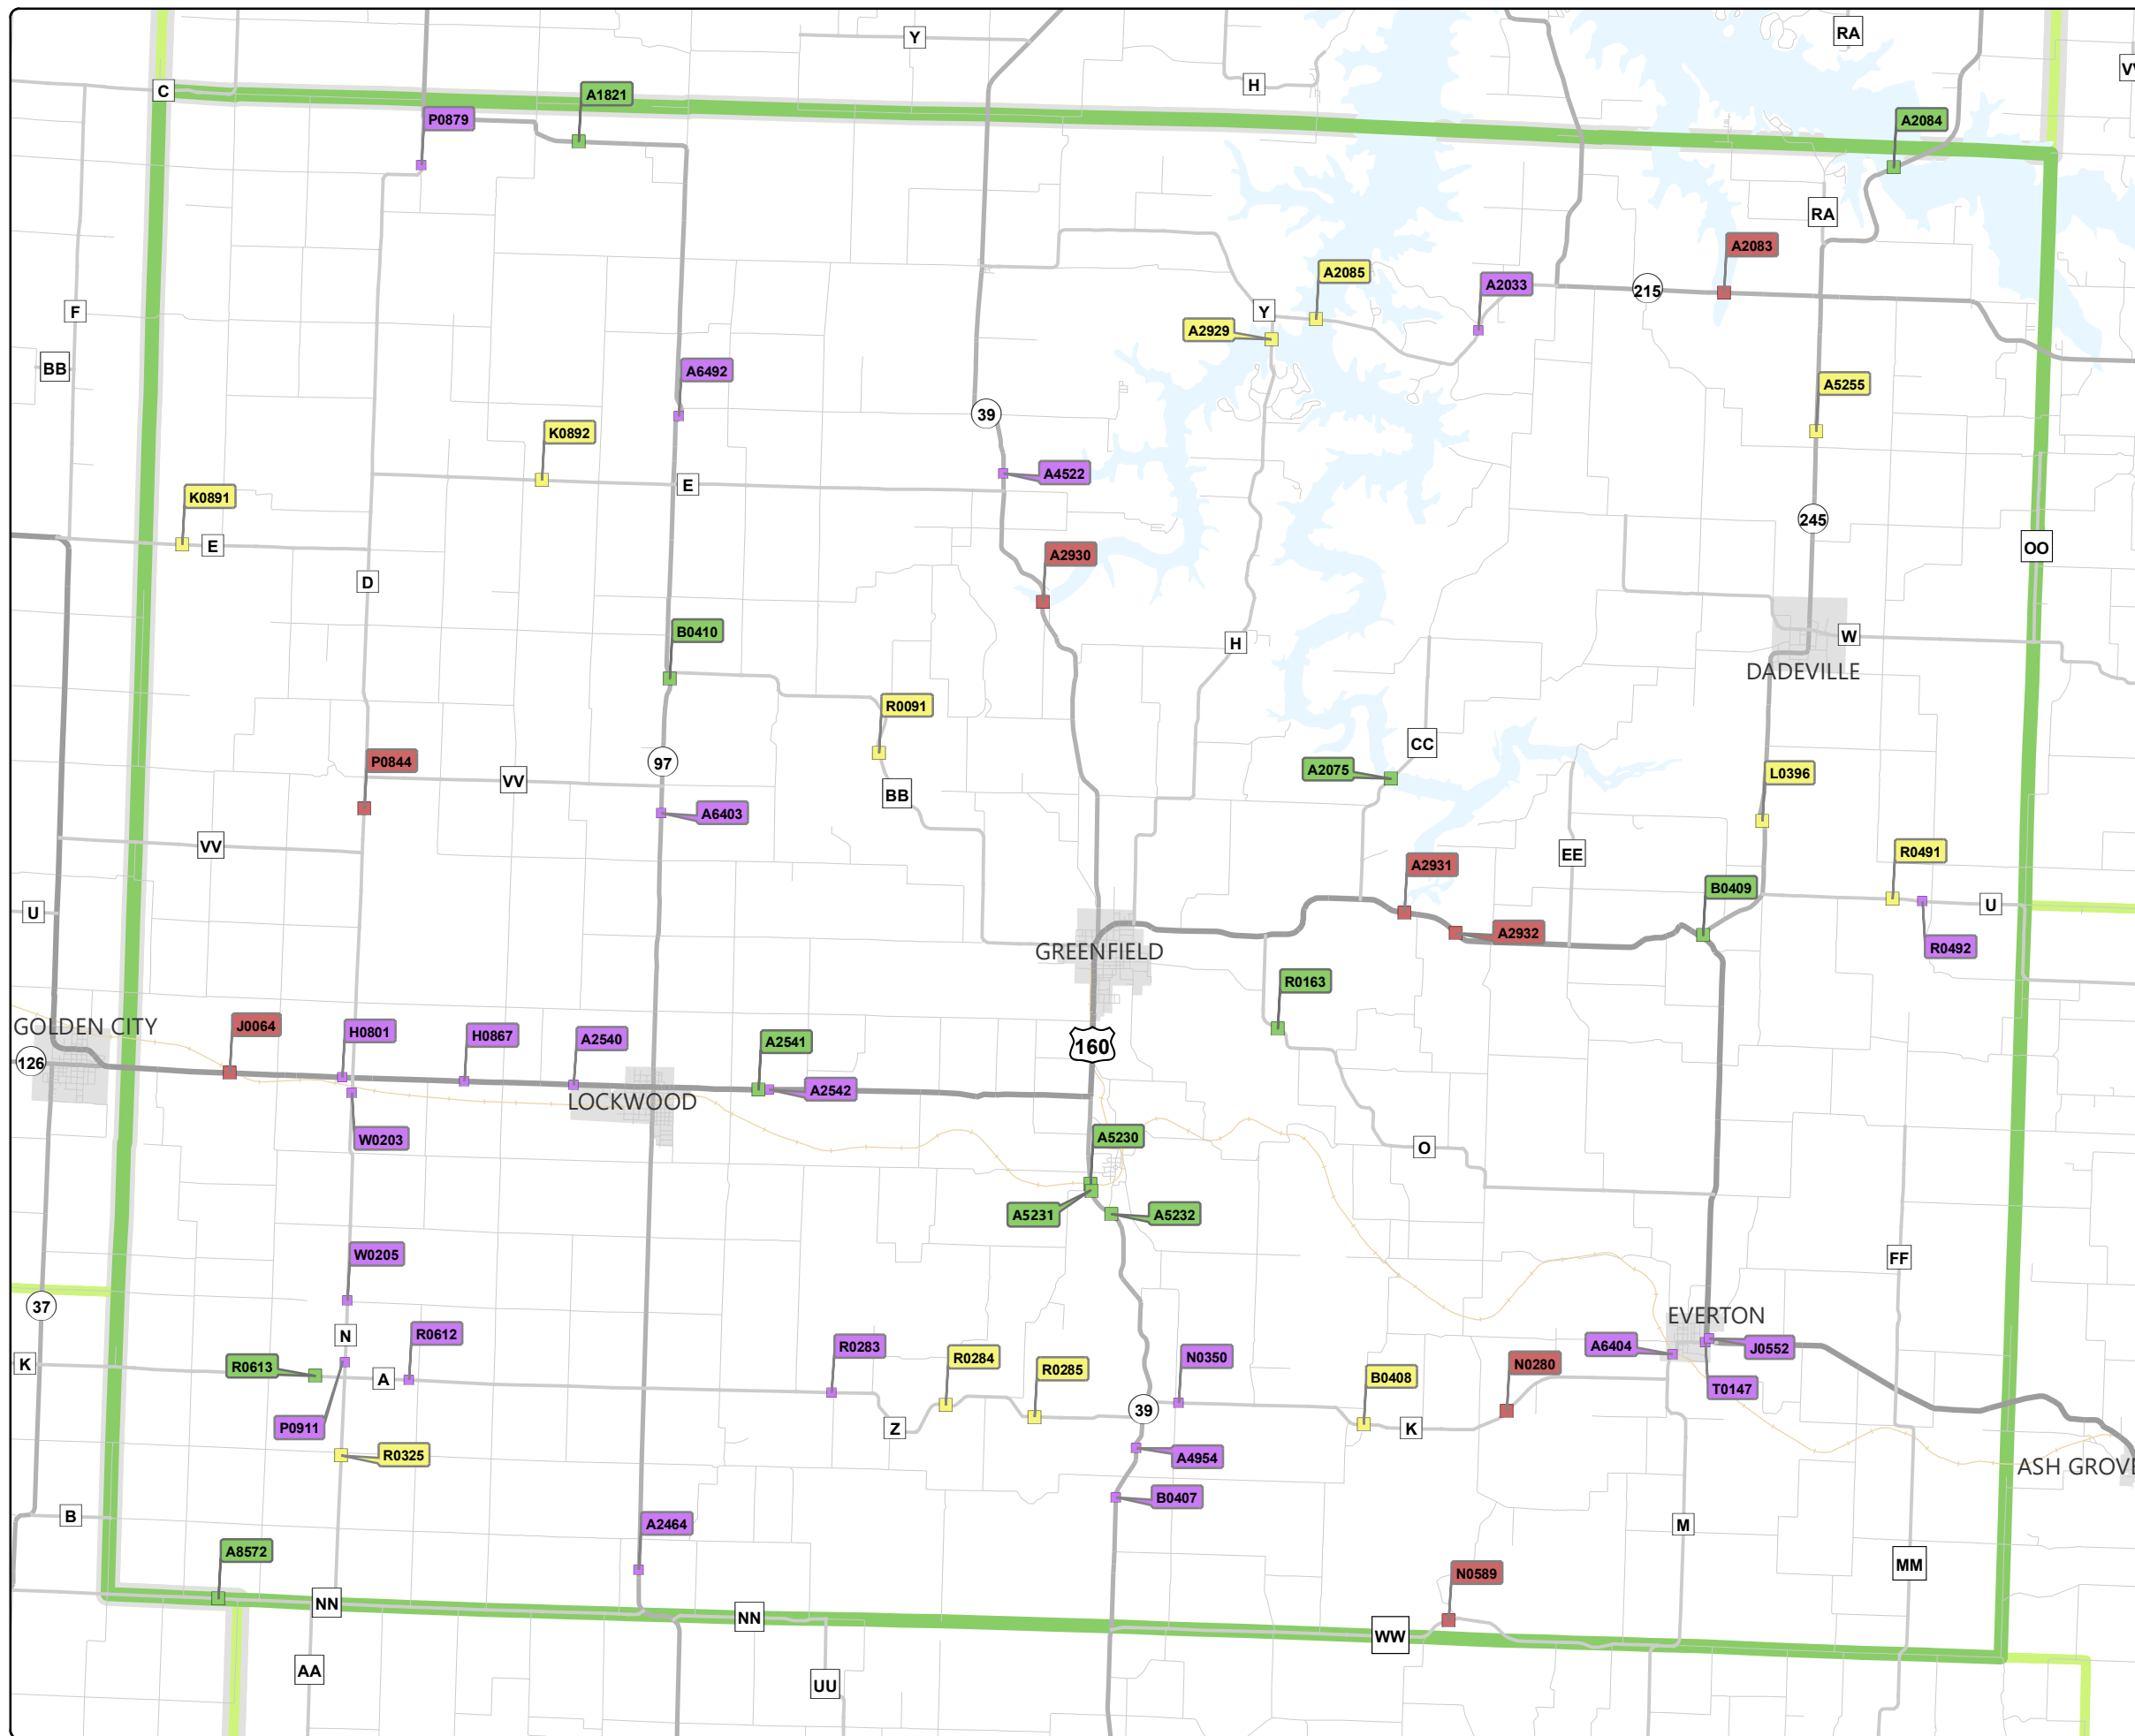 Y
RA
H
VV
C
A1821
P0879
A2084
RA
A2083
A2085
A2033
215
F
Y
A2929
BB
A6492
A5255
39
K0892
A4522
E
K0891
245
E
OO
A2930
D
B0410
W
H
DADEVILLE
R0091
CC
97
P0844
A2075
L0396
VV
BB
A6403
VV
EE
R0491
A2931
B0409
U
U
A2932
R0492
GREENFIELD
R0163
GOLDEN CITY
J0064
H0801
H0867
A2540
A2541
160
126
A2542
LOCKWOOD
W0203
A5230
O
A5231
A5232
W0205
FF
37
EVERTON
N
R0612
R0283
A6404
J0552
K
R0613
R0284
N0350
N0280
A
R0285
B0408
T0147
39
P0911
Z
K
R0325
A4954
ASH GROVE
B0407
B
A2464
M
A8572
MM
N0589
NN
NN
WW
AA
UU